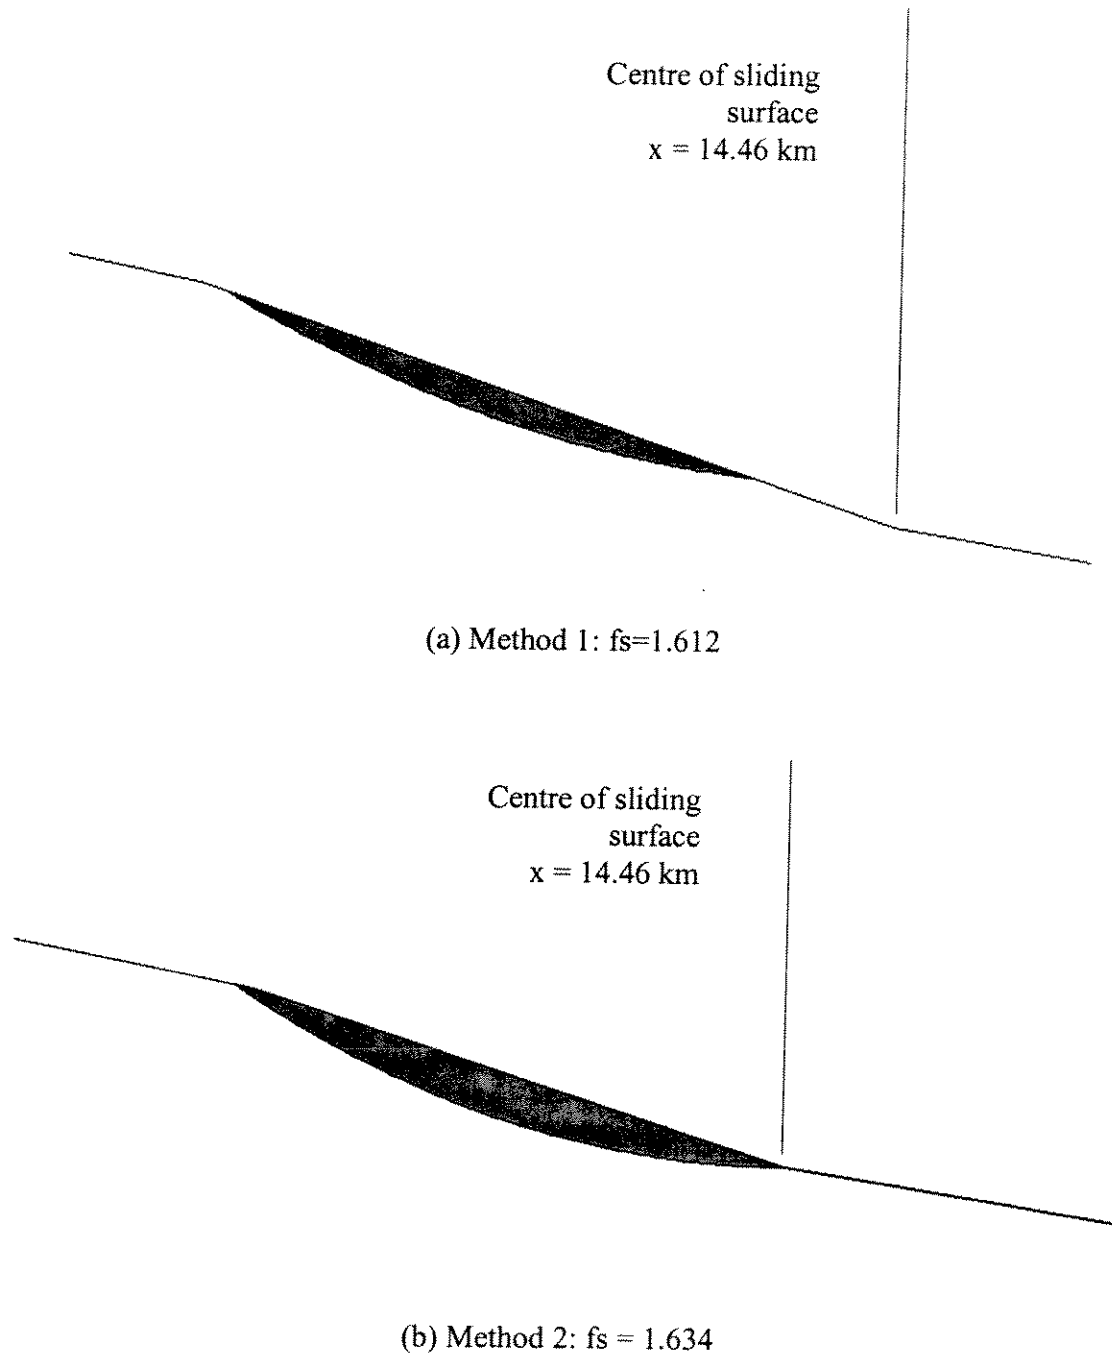 Centre of sliding
surface
x = 14.46 km
(a) Method 1: fs=1.612
Centre of sliding
surface
x = 14.46 km
(b) Method 2: fs = 1.634